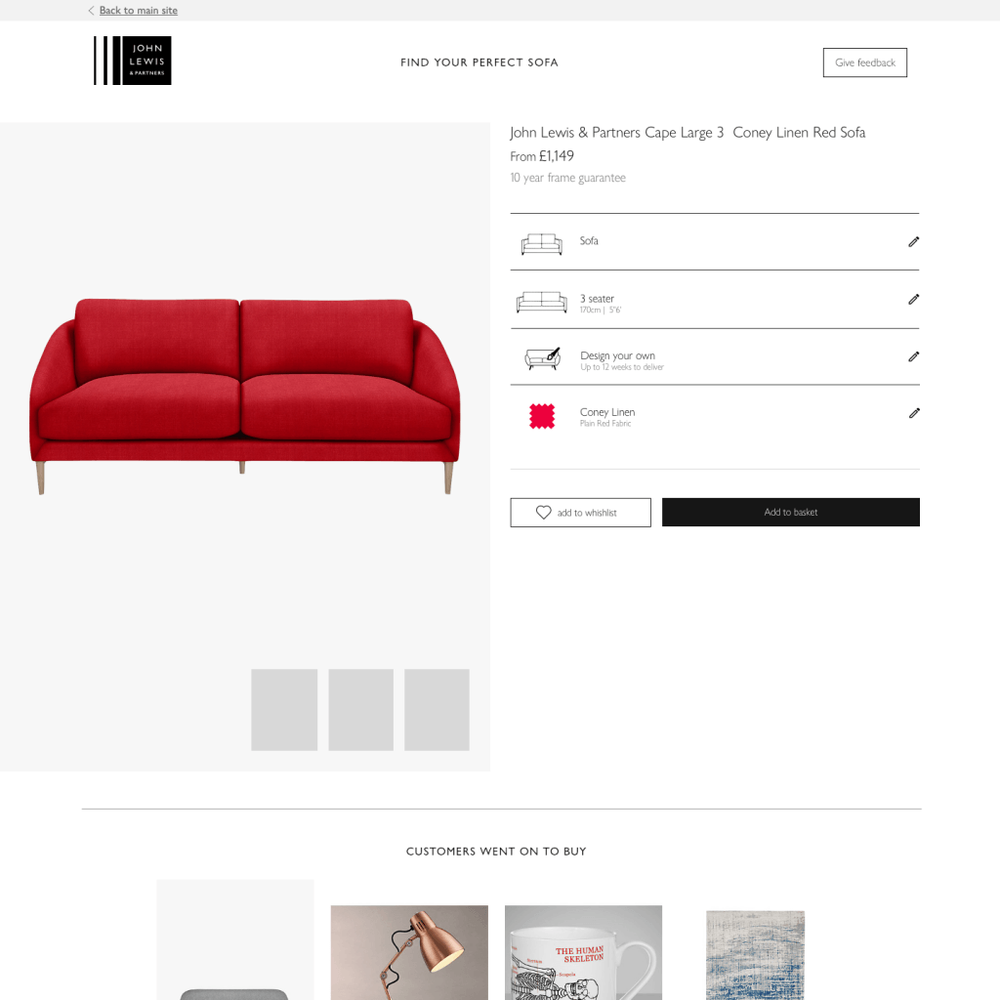 Back to main site
JOHN
LEWIS
& PARTNERS
FIND YOUR PERFECT SOFA
Give feedback
John Lewis & Partners Cape Large 3  Coney Linen Red Sofa
From £1,149
10 year frame guarantee
Sofa
3 seater
170cm | 5'6'
Design your own
Up to 12 weeks to deliver
Coney Linen
Plain Red Fabric
add to whishlist
Add to basket
CUSTOMERS WENT ON TO BUY
THE HUMAN
SKELETON
Scapula